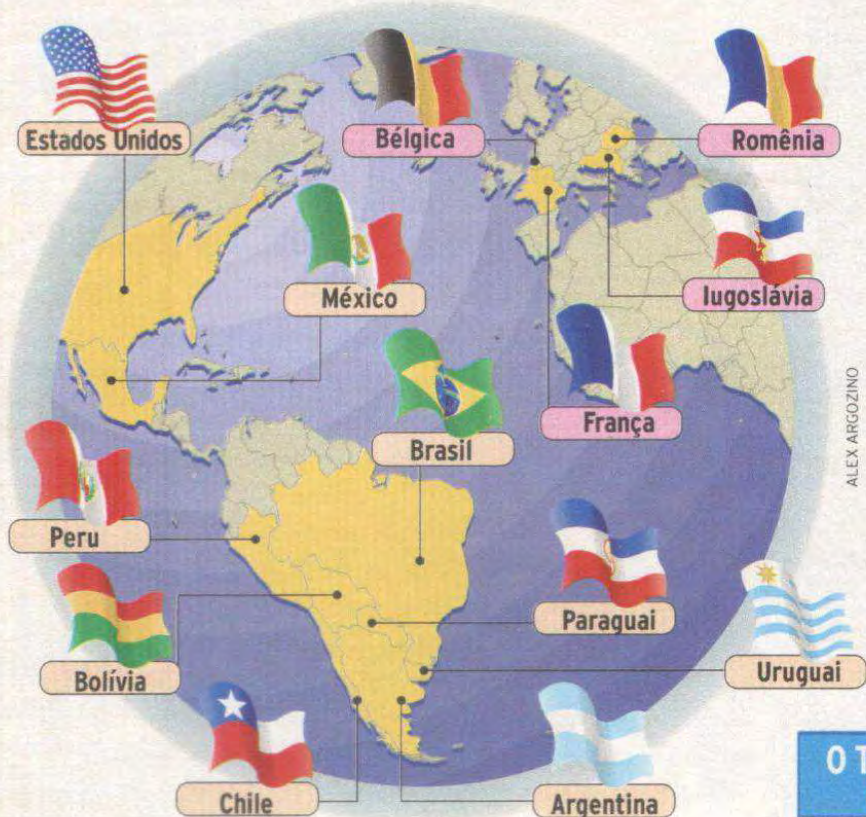 Estados Unidos
Bélgica
Romênia
México
Iugoslávia
Brasil
França
Peru
Paraguai
Bolívia
Uruguai
Chile
Argentina
ALEX ARGOZINO